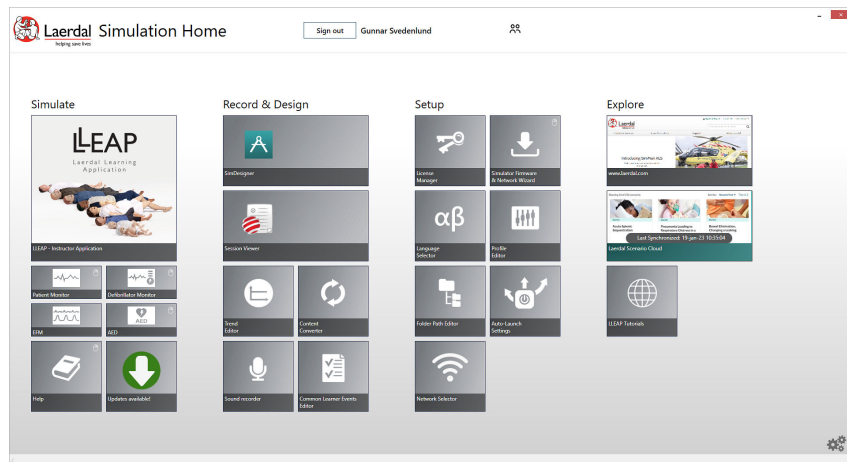 Laerdal
helping save lives
Simulation Home
Sign out
Gunnar Svedenlund
Simulate
LLEAP
Laerdal Learning
Application
LLEAP - Instructor Application
Patient Monitor
Defibrillator Monitor
EFM
AED
AED
Help
Updates available!
Record & Design
SimDesigner
Session Viewer
Trend
Editor
Content
Converter
Sound recorder
Common Learner Events
Editor
Setup
License
Manager
Simulator Firmware
& Network Wizard
αβ
Language
Selector
Profile
Editor
Folder Path Editor
Auto-Launch
Settings
Network Selector
Explore
Laerdal
Introducing SimMan ALS
www.laerdal.com
Last Synchronized: 19-jan-23 10:35:04
Laerdal Scenario Cloud
LLEAP Tutorials